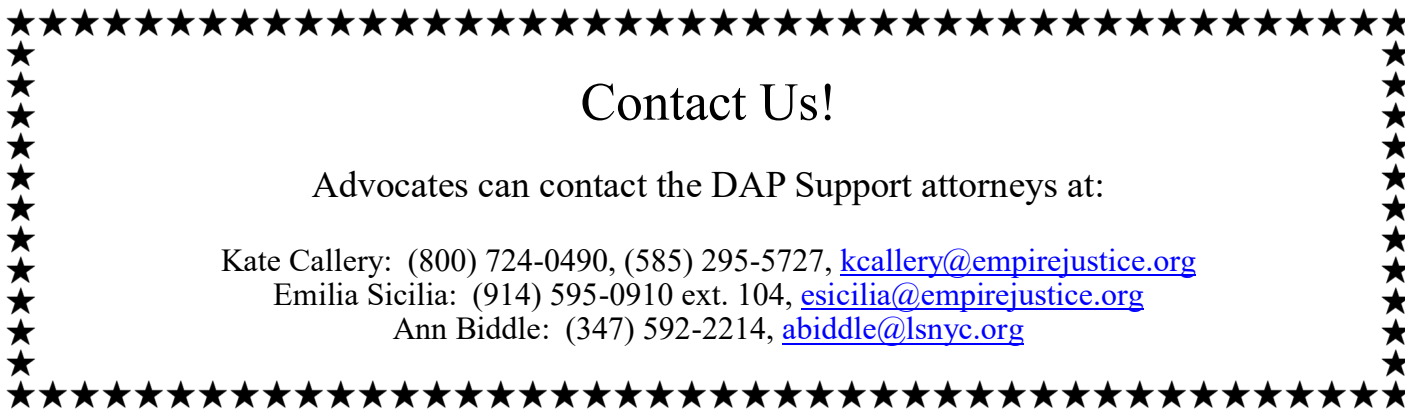 Contact Us!
Advocates can contact the DAP Support attorneys at:
Kate Callery:  (800) 724-0490, (585) 295-5727, kcallery@empirejustice.org
Emilia Sicilia:  (914) 595-0910 ext. 104, esicilia@empirejustice.org
Ann Biddle:  (347) 592-2214, abiddle@lsnyc.org